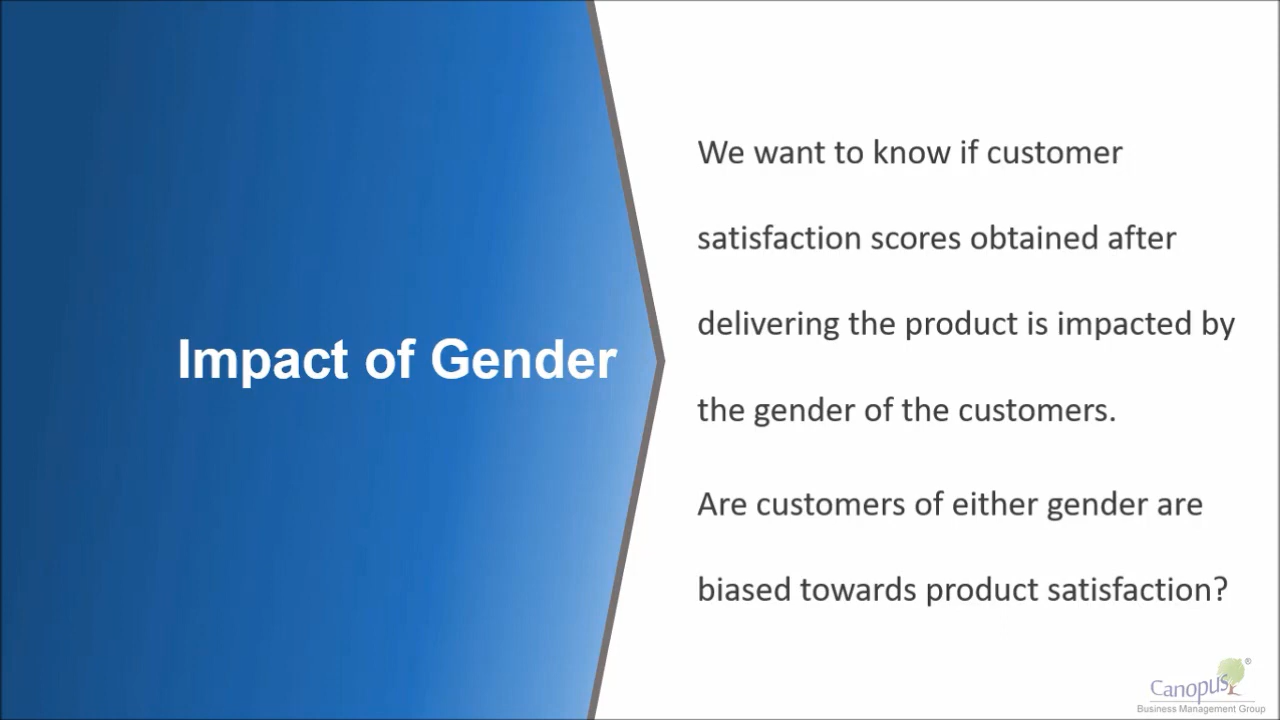 Impact of Gender
We want to know if customer
satisfaction scores obtained after
delivering the product is impacted by
the gender of the customers.
Are customers of either gender are
biased towards product satisfaction?
Canopus®
Business Management Group